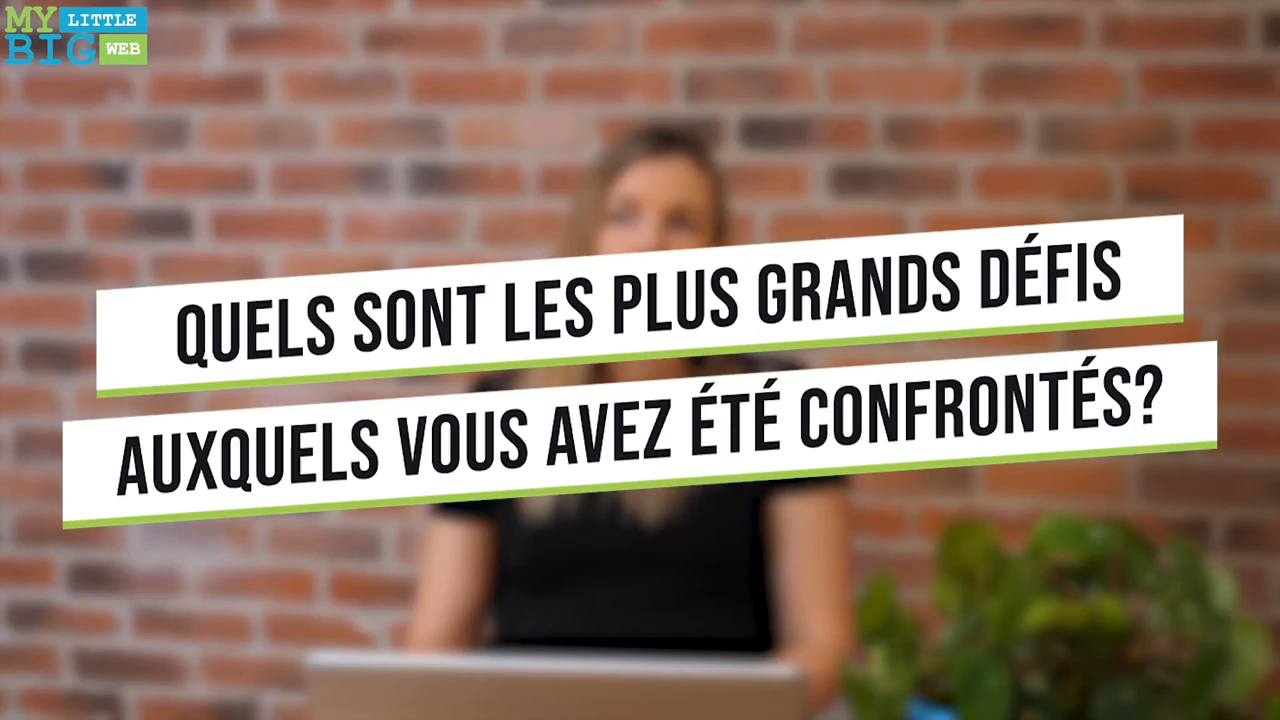 MY LITTLE
BIG WEB
QUELS SONT LES PLUS GRANDS DÉFIS
AUXQUELS VOUS AVEZ ÉTÉ CONFRONTÉS?